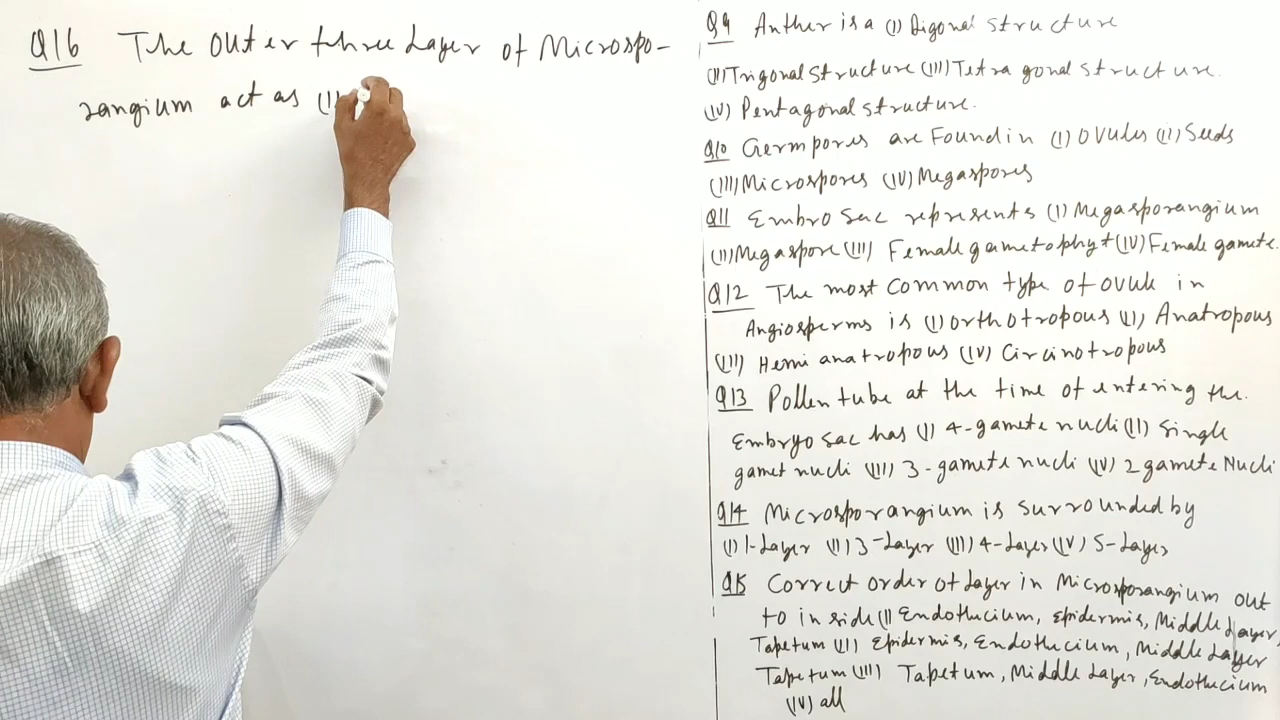 Q16 The outer three Layer of Microspo-
rangium act as (I)
Q9 Anther is a (I) Digonal structure
(II) Trigonal structure (III) Tetra gonal structure.
(IV) Pentagonal structure.
Q10 Germpores are Found in (I) Ovules (II) Seeds
(III) Microspores (IV) Megaspores
Q11 Embro sac represents (I) Megasporangium
(II) Megaspore (III) Female gametophyt (IV) Female gamete.
Q12 The most common type of ovule in
Angiosperms is (I) orthotropous (II) Anatropous
(III) Hemi anatropous (IV) Circinotropous
Q13 Pollen tube at the time of entering the.
Embryo sac has (I) 4-gamete nucli (II) single
gamet nucli (III) 3-gamete nucli (IV) 2 gamete Nucli
Q14 Microsporangium is surrounded by
(I) 1-Layer (II) 3-Layer (III) 4-Layer (IV) 5-Layer
Q15 Correct order of Layer in Microsporangium out
to in side (I) Endothecium, Epidermis, Middle Layer,
Tapetum (II) Epidermis, Endothecium, Middle Layer
Tapetum (III) Tapetum, Middle Layer, Endothecium
(IV) all